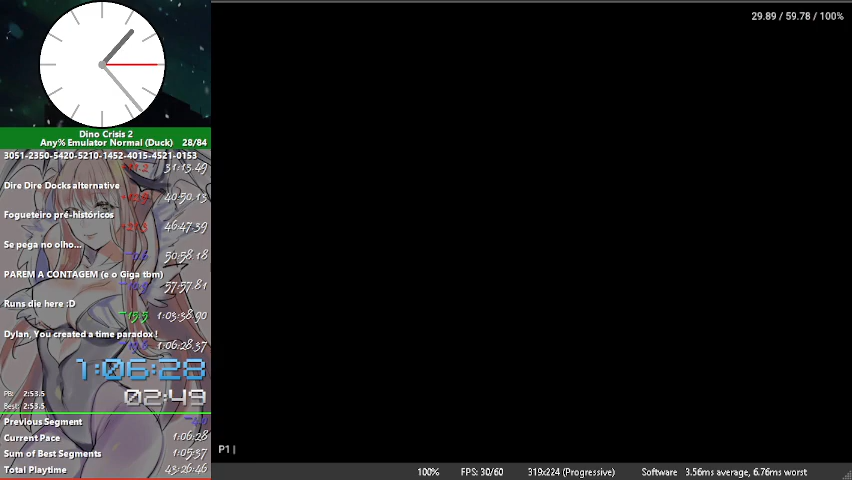 29.89 / 59.78 / 100%
Dino Crisis 2
Any% Emulator Normal (Duck) 28/84
3051-2350-5420-5210-1452-4015-4521-0153
31:13.49
Dire Dire Docks alternative
40:50.13
Fogueteiro pré-históricos
46:47.39
Se pega no olho...
50:58.18
PAREM A CONTAGEM (e o Giga tbm)
57:57.81
Runs die here :D
-15.5 1:03:38.90
Dylan, You created a time paradox !
1:06:28.37
1:06:28
PB: 2:53.5
02:49
Best: 2:53.5
Previous Segment
Current Pace 1:06:28
Sum of Best Segments 1:05:37
Total Playtime 43:26:46
P1 |
100% FPS: 30/60 319x224 (Progressive) Software 3.56ms average, 6.76ms worst